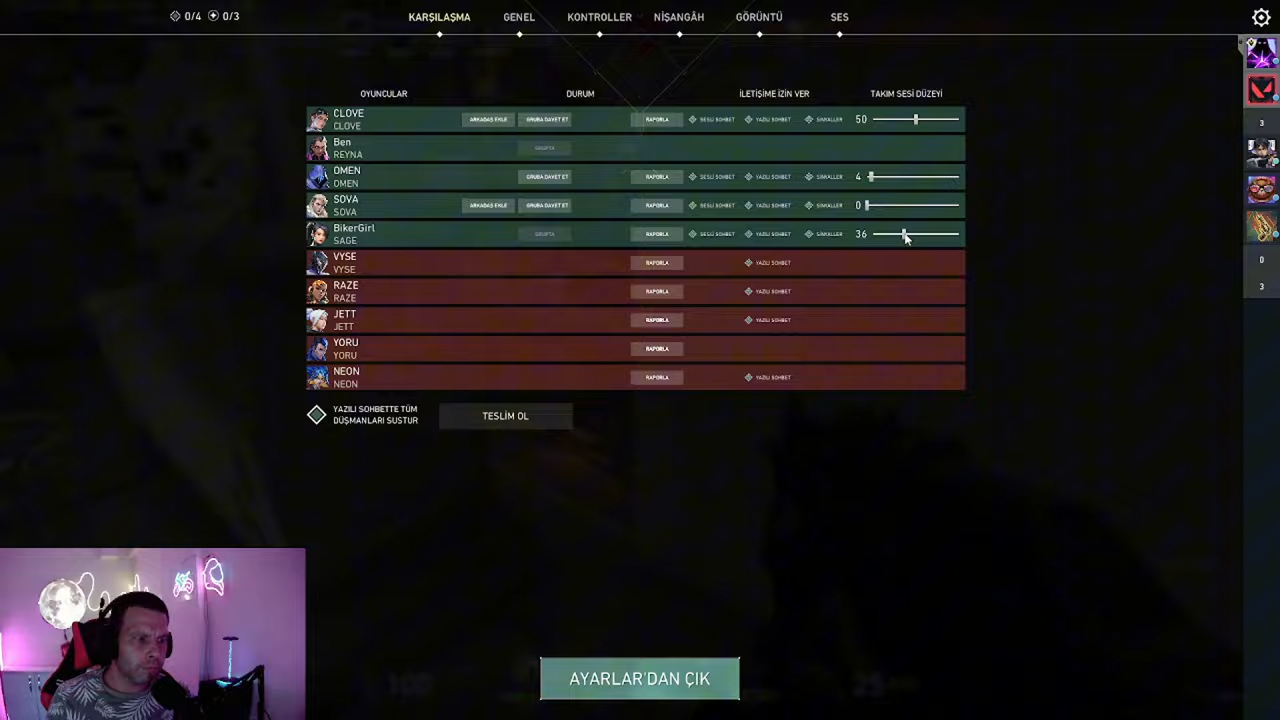 0/4 0/3
KARŞILAŞMA GENEL KONTROLLER NİŞANGÂH GÖRÜNTÜ SES
OYUNCULAR DURUM İLETİŞİME İZİN VER TAKIM SESİ DÜZEYİ
CLOVE
CLOVE
ARKADAŞ EKLE GRUBA DAVET ET RAPORLA SESLİ SOHBET YAZILI SOHBET SİNYALLER 50
Ben
REYNA
GRUPTA
OMEN
OMEN
GRUBA DAVET ET RAPORLA SESLİ SOHBET YAZILI SOHBET SİNYALLER 4
SOVA
SOVA
ARKADAŞ EKLE GRUBA DAVET ET RAPORLA SESLİ SOHBET YAZILI SOHBET SİNYALLER 0
BikerGirl
SAGE
GRUPTA RAPORLA SESLİ SOHBET YAZILI SOHBET SİNYALLER 36
VYSE
VYSE
RAPORLA YAZILI SOHBET
RAZE
RAZE
RAPORLA YAZILI SOHBET
JETT
JETT
RAPORLA YAZILI SOHBET
YORU
YORU
RAPORLA
NEON
NEON
RAPORLA YAZILI SOHBET
YAZILI SOHBETTE TÜM
DÜŞMANLARI SUSTUR
TESLİM OL
AYARLAR'DAN ÇIK
3
0
3